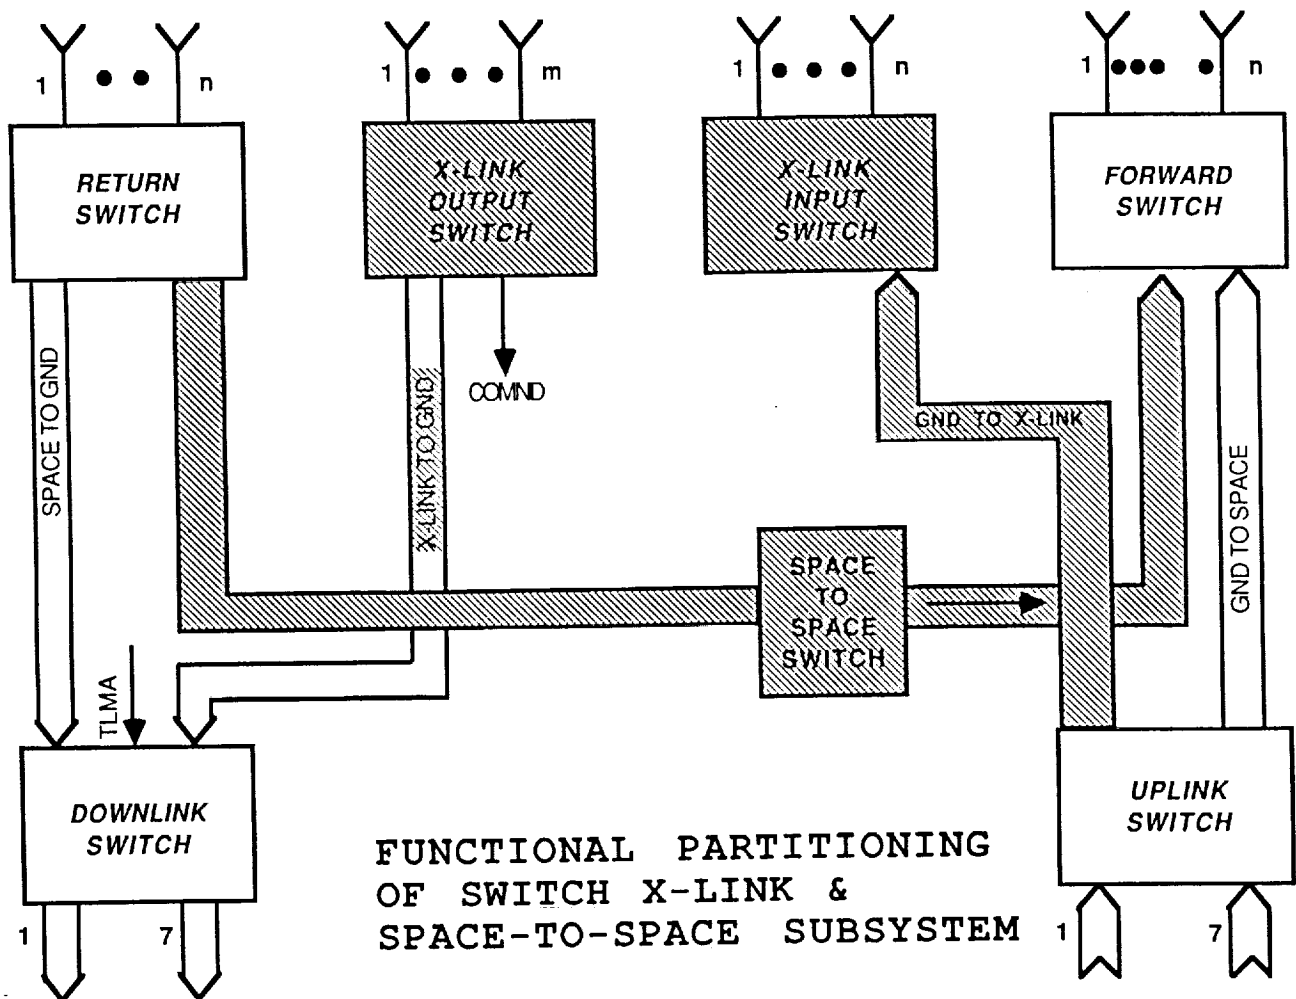 1
n
1
m
1
n
1
n
RETURN
SWITCH
X-LINK
OUTPUT
SWITCH
X-LINK
INPUT
SWITCH
FORWARD
SWITCH
SPACE TO GND
X-LINK TO GND
COMND
GND TO X-LINK
GND TO SPACE
SPACE
TO
SPACE
SWITCH
TLMA
DOWNLINK
SWITCH
UPLINK
SWITCH
1
7
1
7
FUNCTIONAL PARTITIONING
OF SWITCH X-LINK &
SPACE-TO-SPACE SUBSYSTEM